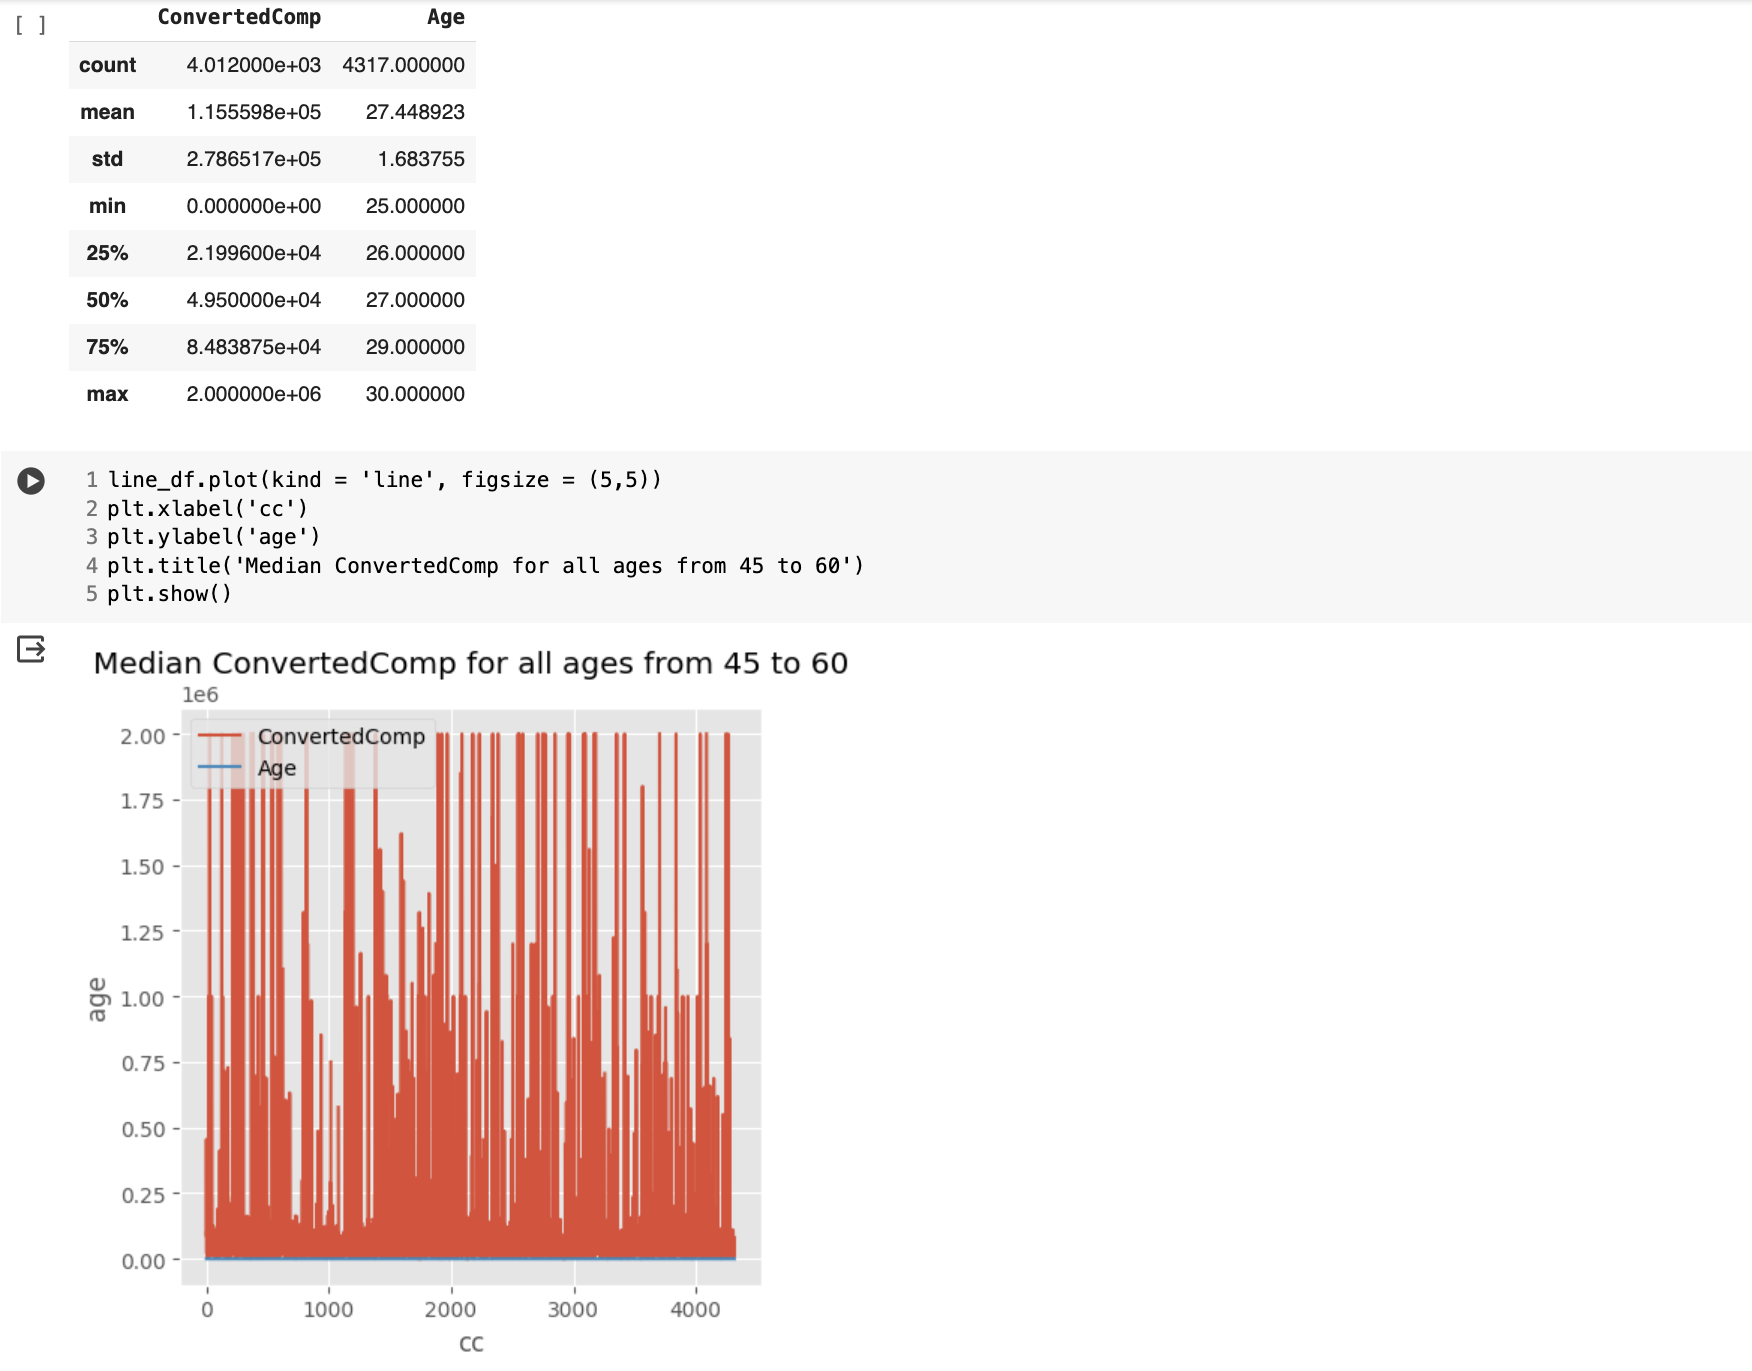 [ ]
ConvertedComp Age
count 4.012000e+03 4317.000000
mean 1.155598e+05 27.448923
std 2.786517e+05 1.683755
min 0.000000e+00 25.000000
25% 2.199600e+04 26.000000
50% 4.950000e+04 27.000000
75% 8.483875e+04 29.000000
max 2.000000e+06 30.000000
1 line_df.plot(kind = 'line', figsize = (5,5))
2 plt.xlabel('cc')
3 plt.ylabel('age')
4 plt.title('Median ConvertedComp for all ages from 45 to 60')
5 plt.show()
Median ConvertedComp for all ages from 45 to 60
1e6
ConvertedComp
Age
2.00
1.75
1.50
1.25
1.00
0.75
0.50
0.25
0.00
age
0 1000 2000 3000 4000
cc